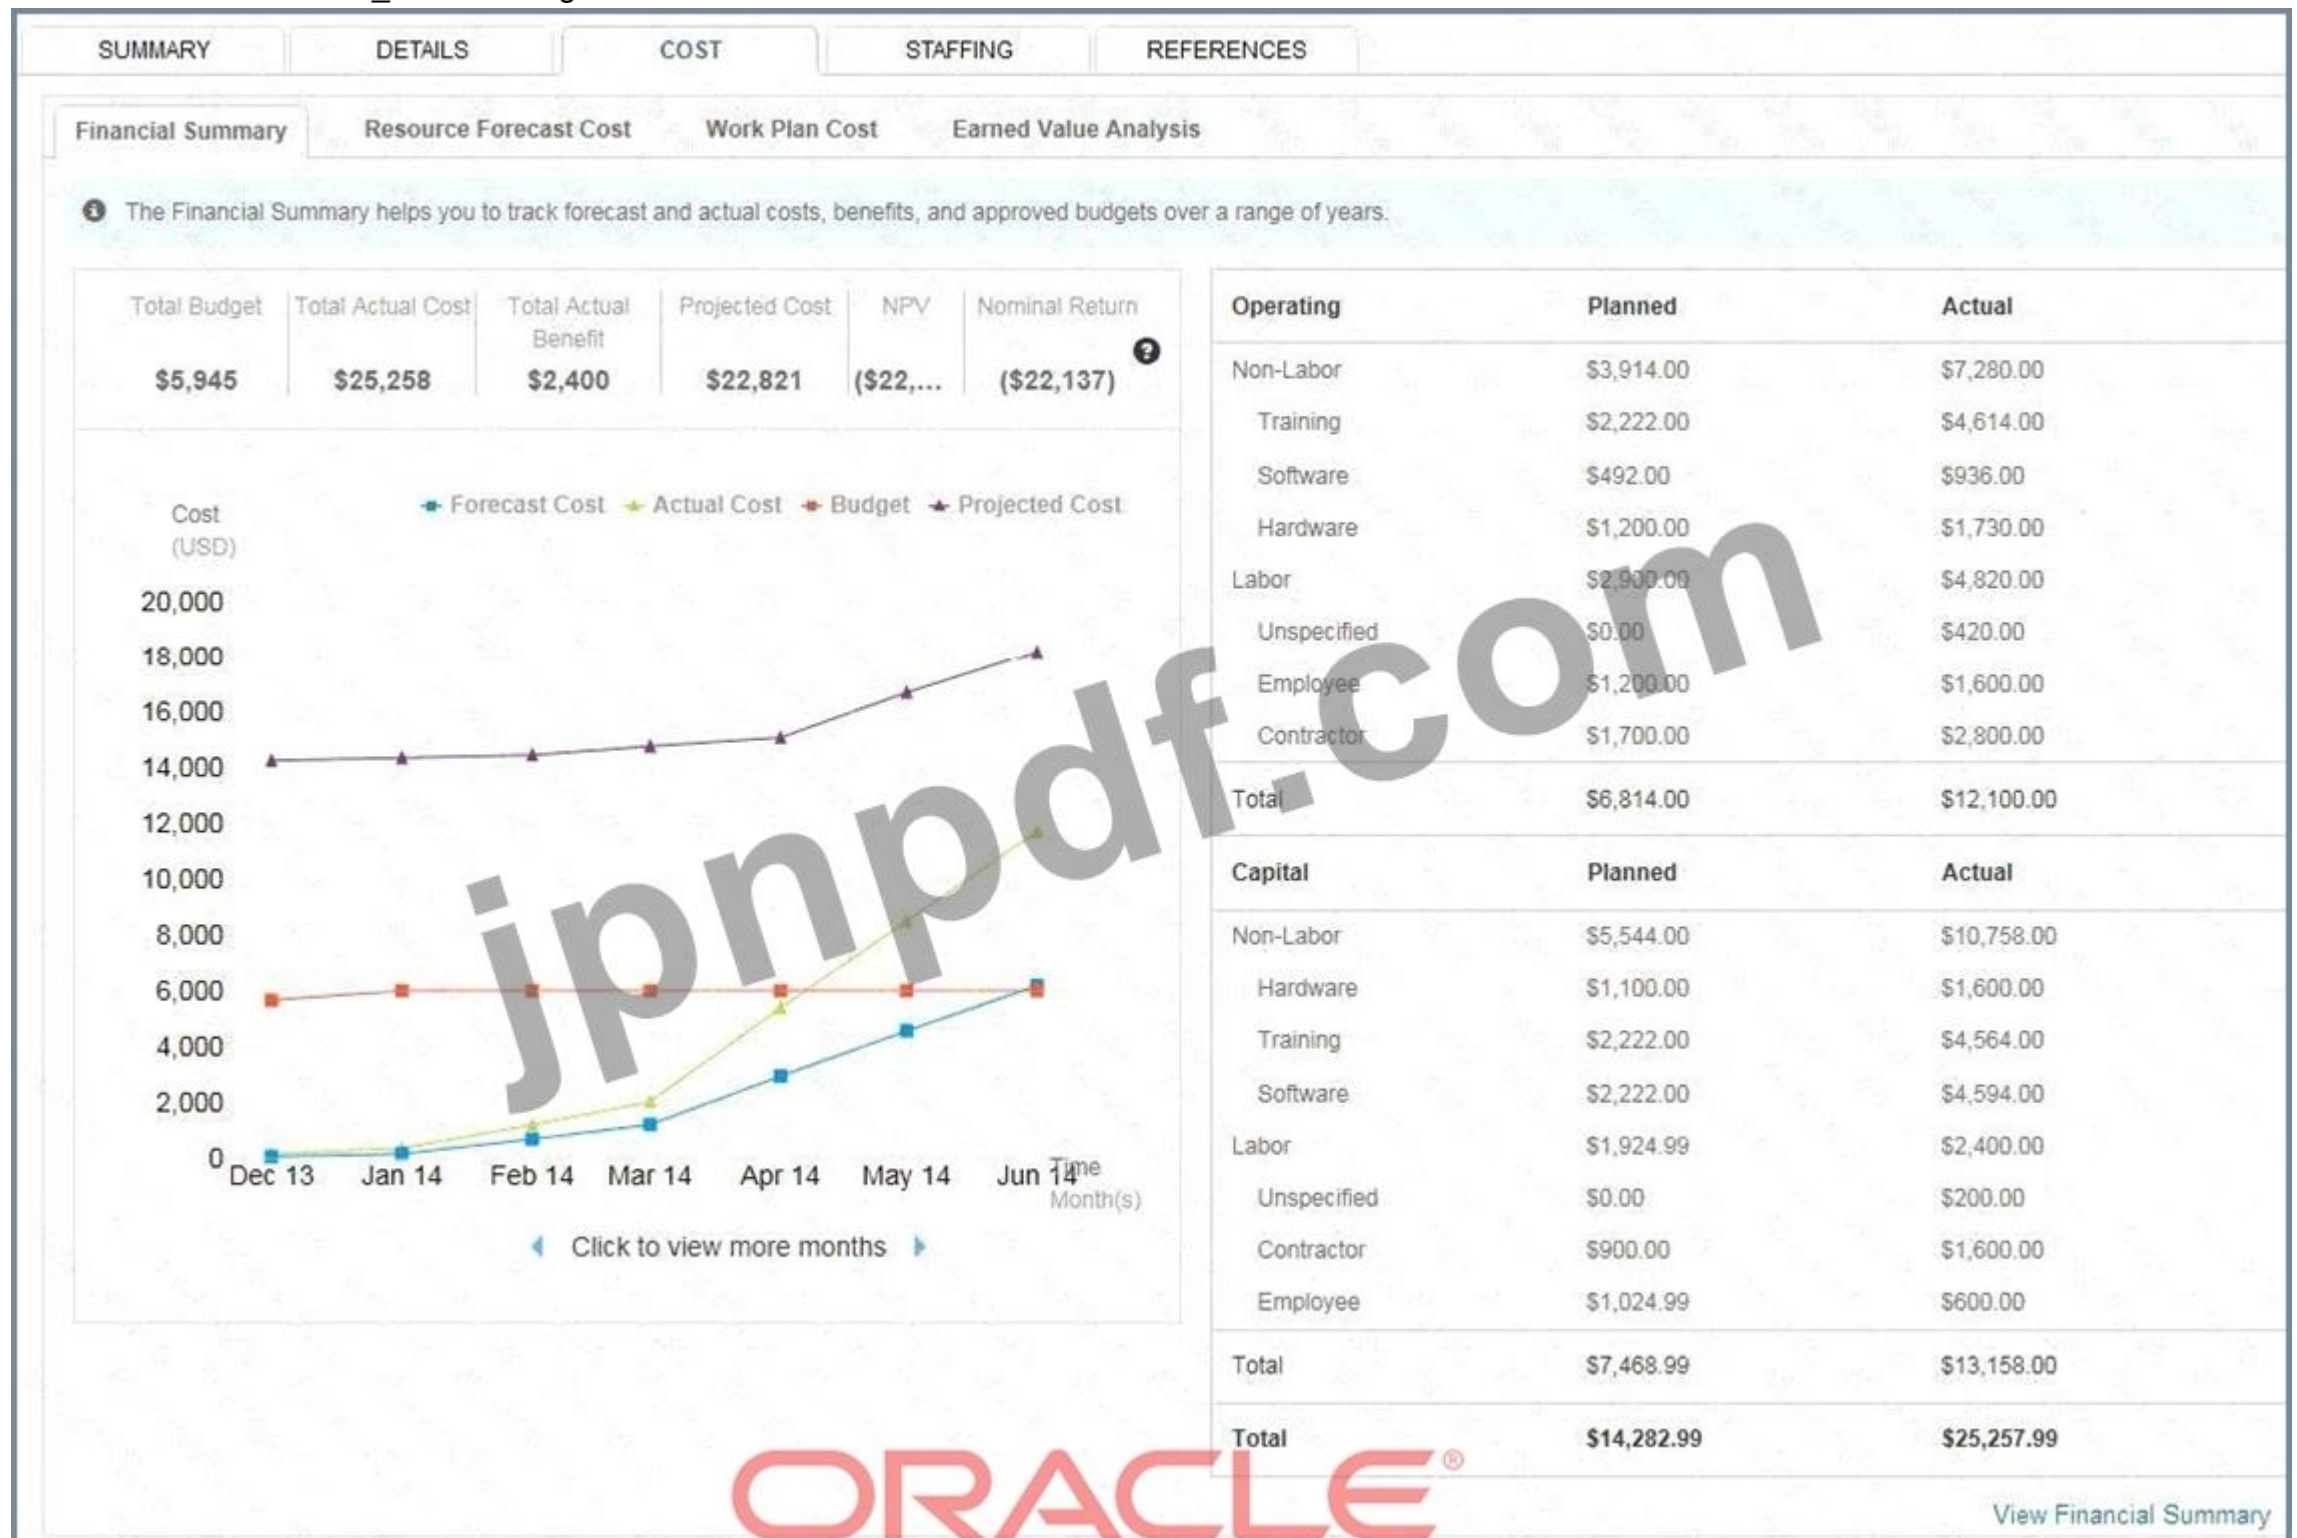 SUMMARY DETAILS COST STAFFING REFERENCES
Financial Summary Resource Forecast Cost Work Plan Cost Earned Value Analysis
The Financial Summary helps you to track forecast and actual costs, benefits, and approved budgets over a range of years.
Total Budget Total Actual Cost Total Actual Benefit Projected Cost NPV Nominal Return
$5,945 $25,258 $2,400 $22,821 ($22,... ($22,137)
?
Forecast Cost Actual Cost Budget Projected Cost
Cost
(USD)
20,000
18,000
16,000
14,000
12,000
10,000
8,000
6,000
4,000
2,000
0
Dec 13 Jan 14 Feb 14 Mar 14 Apr 14 May 14 Jun 14
Time
Month(s)
Click to view more months
Operating Planned Actual
Non-Labor $3,914.00 $7,280.00
Training $2,222.00 $4,614.00
Software $492.00 $936.00
Hardware $1,200.00 $1,730.00
Labor $2,900.00 $4,820.00
Unspecified $0.00 $420.00
Employee $1,200.00 $1,600.00
Contractor $1,700.00 $2,800.00
Total $6,814.00 $12,100.00
Capital Planned Actual
Non-Labor $5,544.00 $10,758.00
Hardware $1,100.00 $1,600.00
Training $2,222.00 $4,564.00
Software $2,222.00 $4,594.00
Labor $1,924.99 $2,400.00
Unspecified $0.00 $200.00
Contractor $900.00 $1,600.00
Employee $1,024.99 $600.00
Total $7,468.99 $13,158.00
Total $14,282.99 $25,257.99
View Financial Summary
jpnpdf.com
ORACLE®